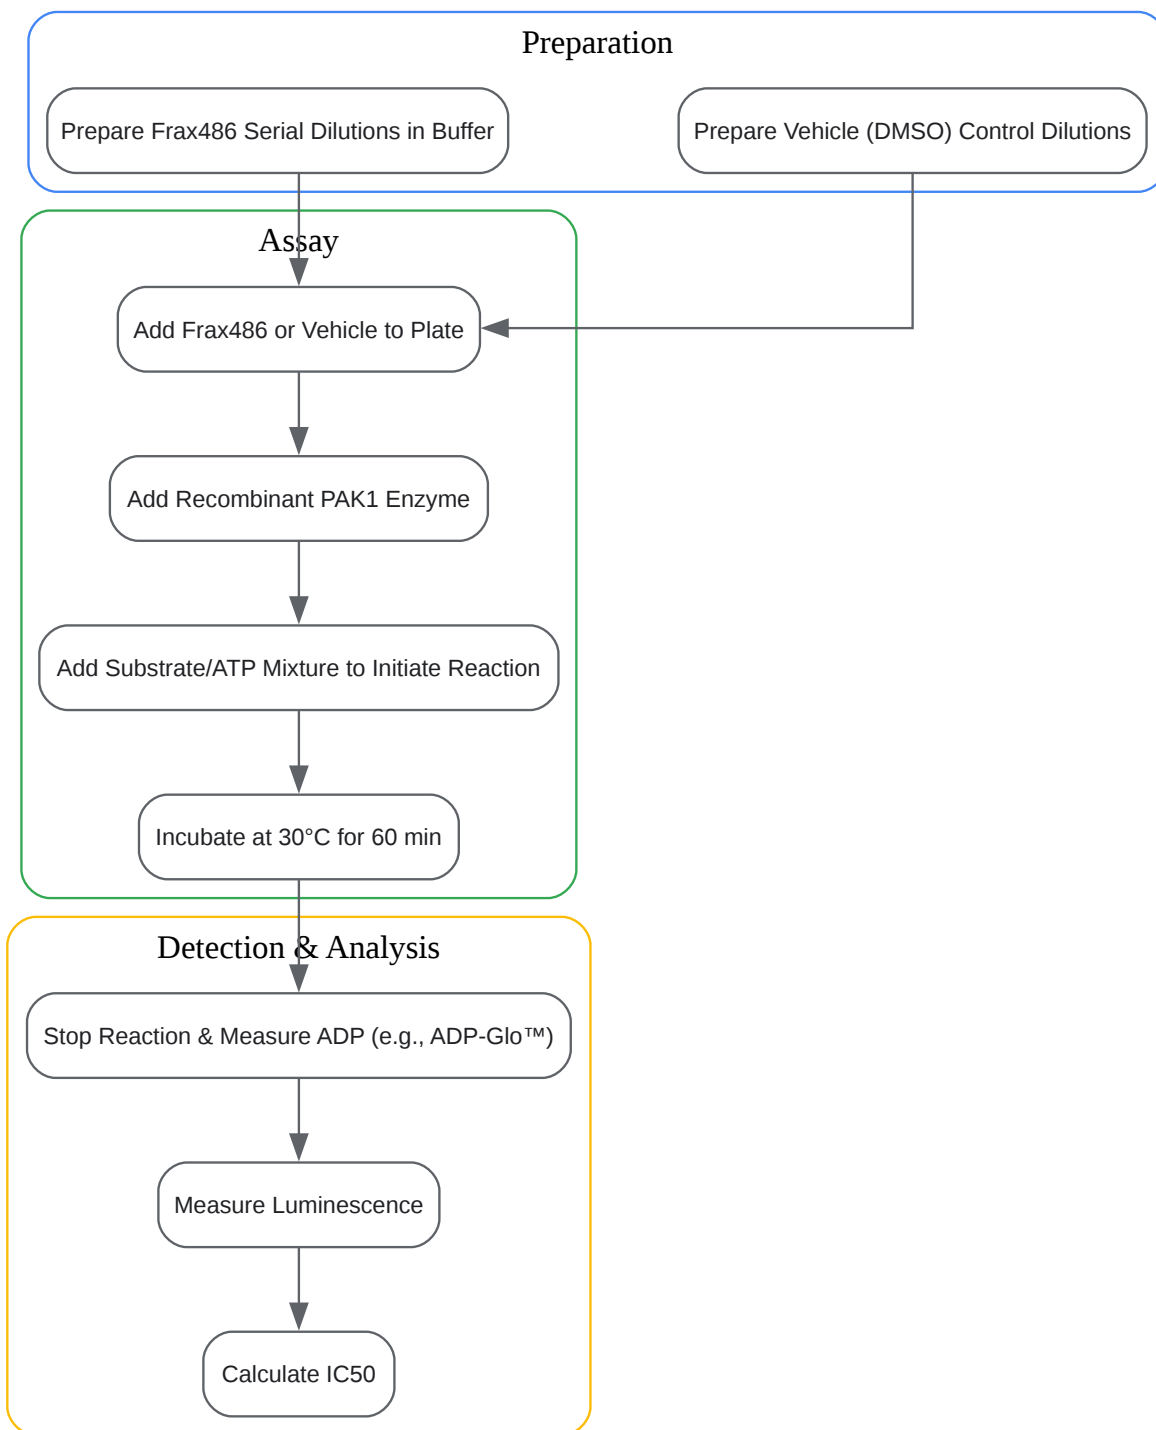 Preparation
Prepare Frax486 Serial Dilutions in Buffer
Prepare Vehicle (DMSO) Control Dilutions
Assay
Add Frax486 or Vehicle to Plate
Add Recombinant PAK1 Enzyme
Add Substrate/ATP Mixture to Initiate Reaction
Incubate at 30°C for 60 min
Detection & Analysis
Stop Reaction & Measure ADP (e.g., ADP-Glo™)
Measure Luminescence
Calculate IC50